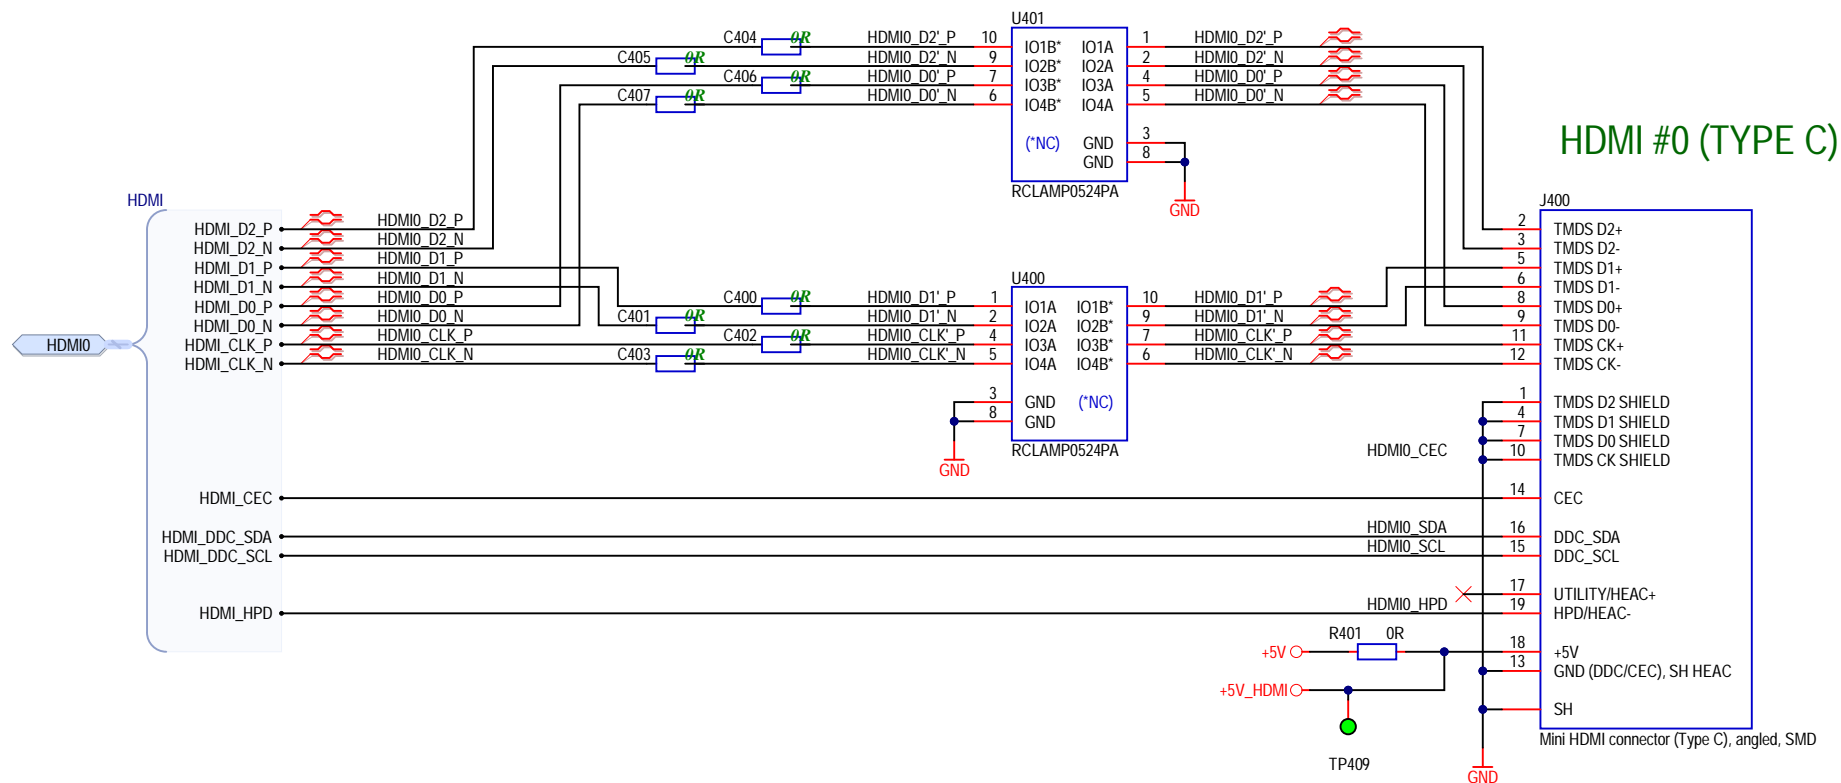 U401
C404 0R HDMI0_D2'_P 10 IO1B* IO1A 1 HDMI0_D2'_P
C405 0R HDMI0_D2'_N 9 IO2B* IO2A 2 HDMI0_D2'_N
C406 0R HDMI0_D0'_P 7 IO3B* IO3A 4 HDMI0_D0'_P
C407 0R HDMI0_D0'_N 6 IO4B* IO4A 5 HDMI0_D0'_N
(*NC) GND 3
GND 8
RCLAMP0524PA
GND
HDMI #0 (TYPE C)
HDMI
J400
HDMI_D2_P HDMI0_D2_P 2 TMDS D2+
HDMI_D2_N HDMI0_D2_N 3 TMDS D2-
HDMI_D1_P HDMI0_D1_P 5 TMDS D1+
HDMI_D1_N HDMI0_D1_N 6 TMDS D1-
U400
HDMI_D0_P HDMI0_D0_P C400 0R HDMI0_D1'_P 1 IO1A IO1B* 10 HDMI0_D1'_P 8 TMDS D0+
HDMI_D0_N HDMI0_D0_N C401 0R HDMI0_D1'_N 2 IO2A IO2B* 9 HDMI0_D1'_N 9 TMDS D0-
HDMI0 HDMI_CLK_P HDMI0_CLK_P C402 0R HDMI0_CLK'_P 4 IO3A IO3B* 7 HDMI0_CLK'_P 11 TMDS CK+
HDMI_CLK_N HDMI0_CLK_N C403 0R HDMI0_CLK'_N 5 IO4A IO4B* 6 HDMI0_CLK'_N 12 TMDS CK-
3 GND (*NC) 1 TMDS D2 SHIELD
8 GND 4 TMDS D1 SHIELD
7 TMDS D0 SHIELD
RCLAMP0524PA HDMI0_CEC 10 TMDS CK SHIELD
GND
HDMI_CEC 14 CEC
HDMI_DDC_SDA HDMI0_SDA 16 DDC_SDA
HDMI_DDC_SCL HDMI0_SCL 15 DDC_SCL
17 UTILITY/HEAC+
HDMI_HPD HDMI0_HPD 19 HPD/HEAC-
R401 0R
+5V 18 +5V
13 GND (DDC/CEC), SH HEAC
+5V_HDMI
SH
Mini HDMI connector (Type C), angled, SMD
TP409
GND